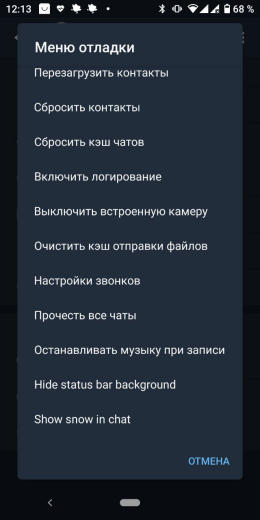 12:13
68 %
Меню отладки
Перезагрузить контакты
Сбросить контакты
Сбросить кэш чатов
Включить логирование
Выключить встроенную камеру
Очистить кэш отправки файлов
Настройки звонков
Прочесть все чаты
Останавливать музыку при записи
Hide status bar background
Show snow in chat
ОТМЕНА